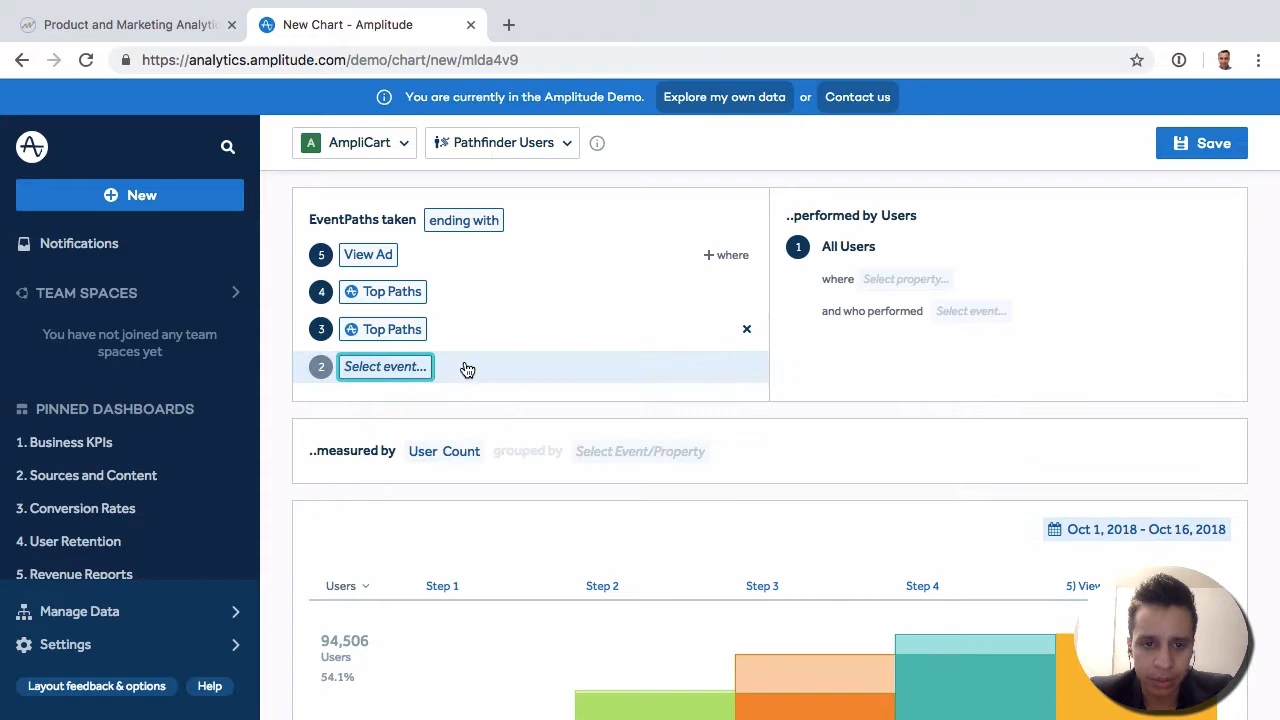 Product and Marketing Analytic
New Chart - Amplitude
https://analytics.amplitude.com/demo/chart/new/mlda4v9
You are currently in the Amplitude Demo. Explore my own data or Contact us
A AmpliCart
Pathfinder Users
Save
New
Notifications
TEAM SPACES
You have not joined any team
spaces yet
PINNED DASHBOARDS
1. Business KPIs
2. Sources and Content
3. Conversion Rates
4. User Retention
5. Revenue Reports
Manage Data
Settings
Layout feedback & options
Help
EventPaths taken ending with
5 View Ad + where
4 Top Paths
3 Top Paths
2 Select event...
..performed by Users
1 All Users
where Select property...
and who performed Select event...
..measured by User Count grouped by Select Event/Property
Oct 1, 2018 - Oct 16, 2018
Users Step 1 Step 2 Step 3 Step 4 5) View
94,506
Users
54.1%